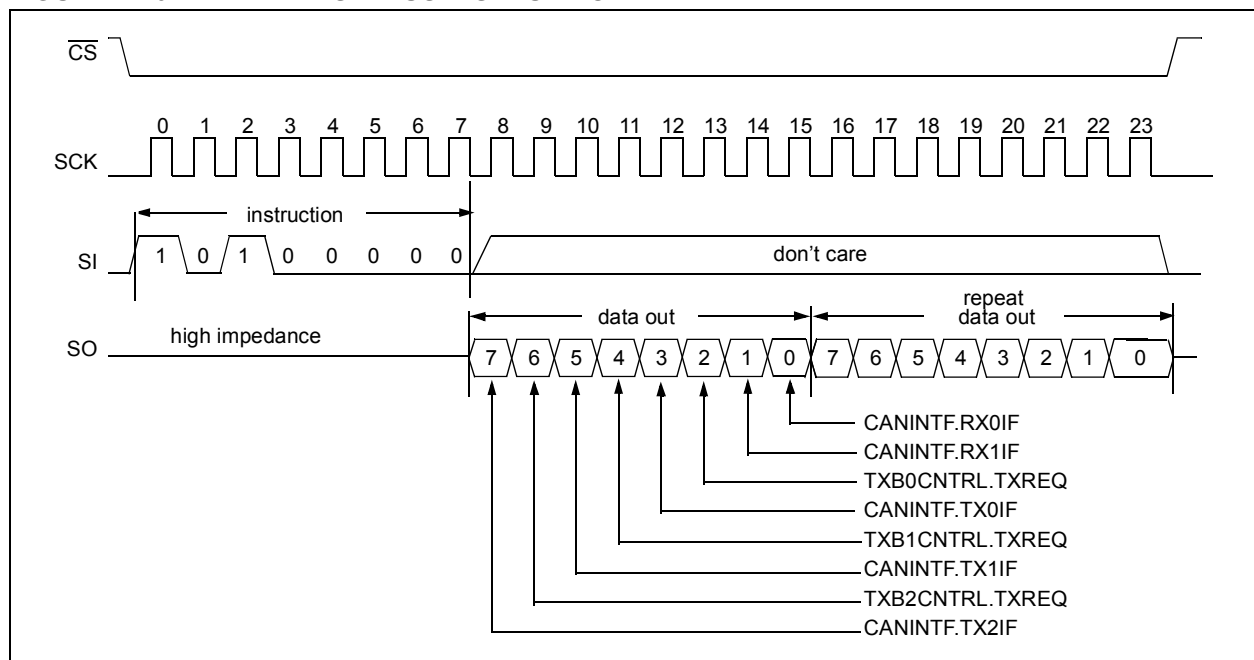 CS
0 1 2 3 4 5 6 7 8 9 10 11 12 13 14 15 16 17 18 19 20 21 22 23
SCK
instruction
SI
1 0 1 0 0 0 0 0
don't care
repeat
data out
data out
SO
high impedance
7 6 5 4 3 2 1 0 7 6 5 4 3 2 1 0
CANINTF.RX0IF
CANINTF.RX1IF
TXB0CNTRL.TXREQ
CANINTF.TX0IF
TXB1CNTRL.TXREQ
CANINTF.TX1IF
TXB2CNTRL.TXREQ
CANINTF.TX2IF